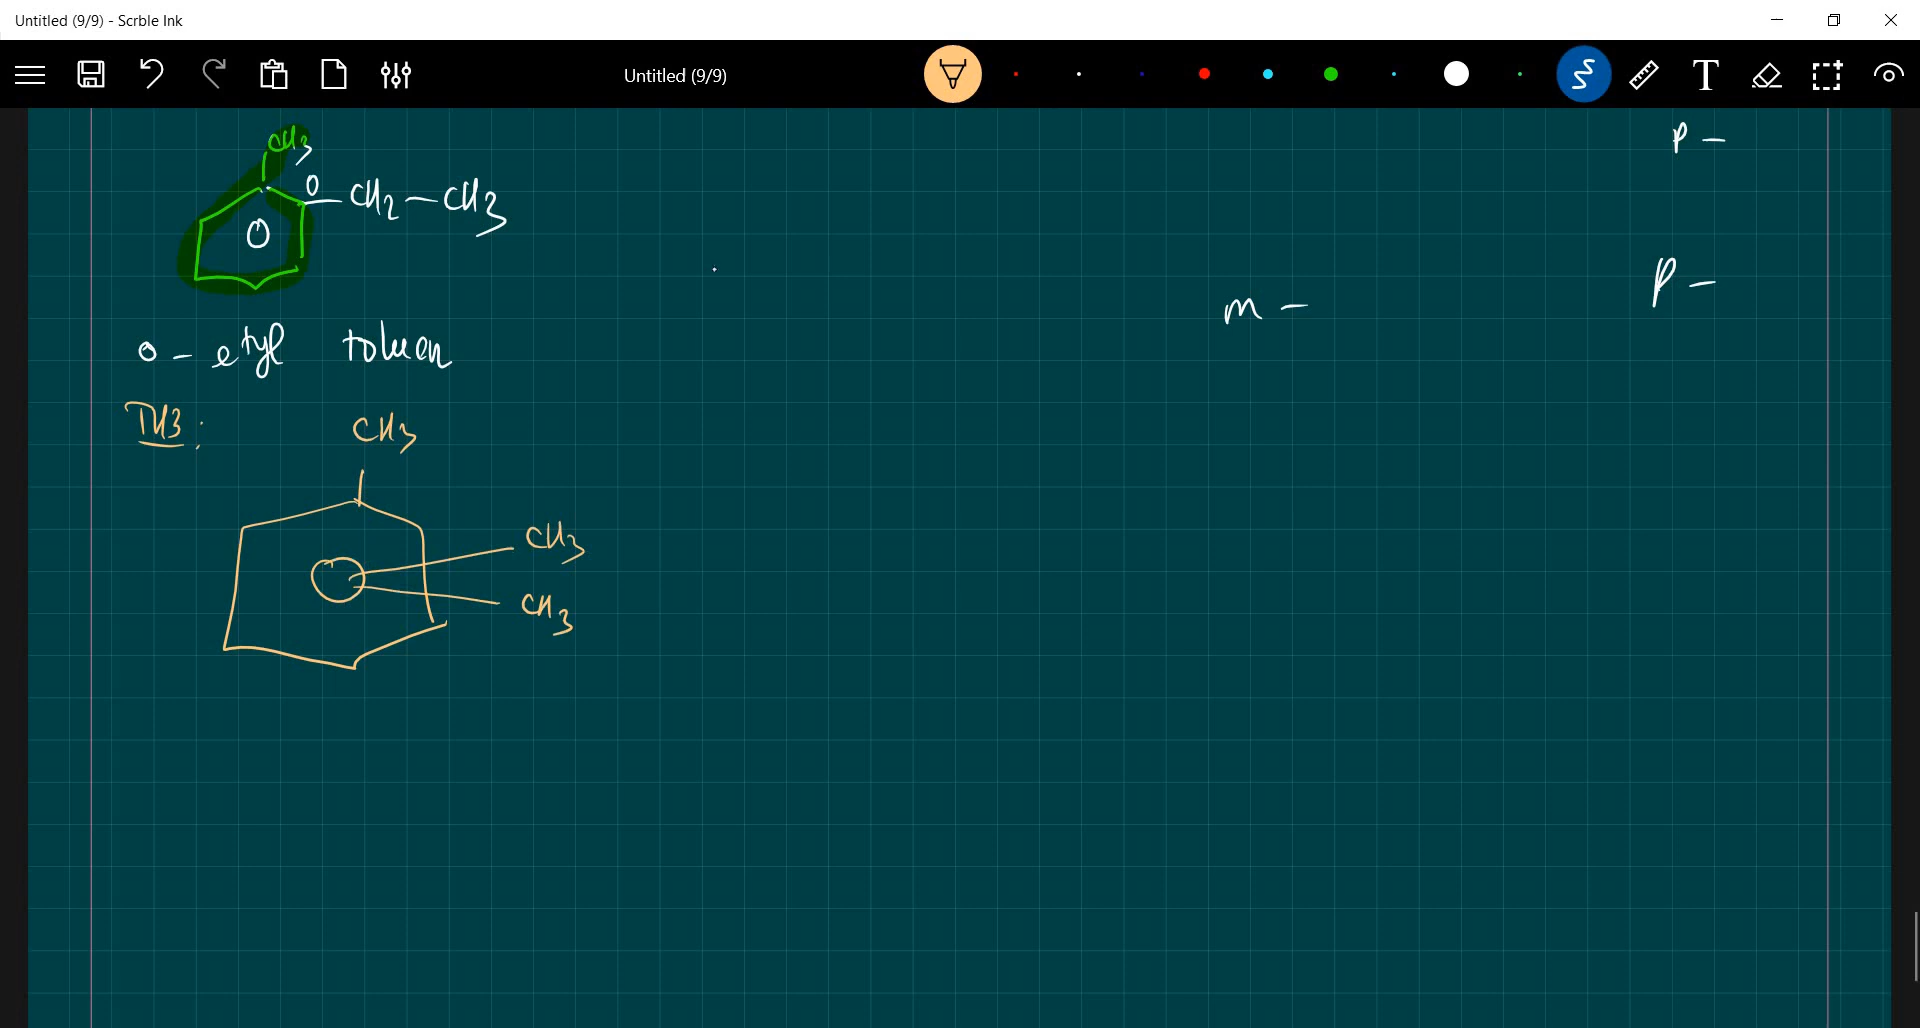 Untitled (9/9) - Scrble Ink
Untitled (9/9)
T
CH3
P -
O
CH2 - CH3
O
P -
m -
o - etyl toluen
TH3:
CH3
CH3
CH3